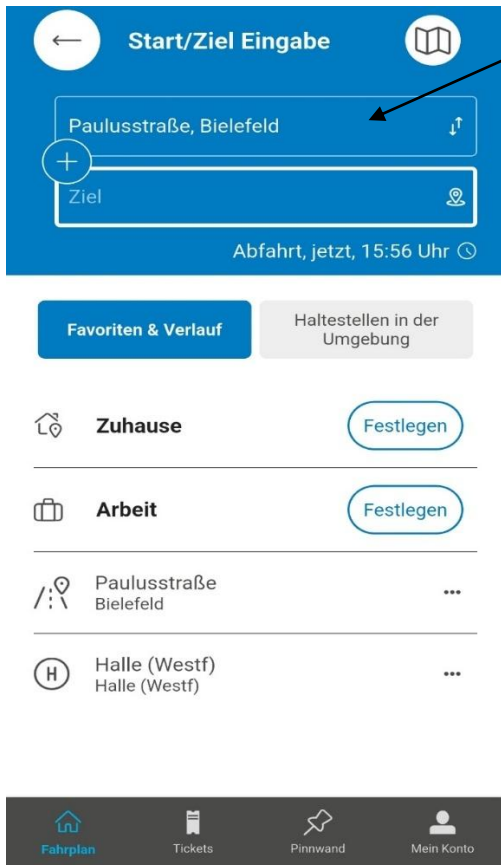 Start/Ziel Eingabe
Paulusstraße, Bielefeld
Ziel
Abfahrt, jetzt, 15:56 Uhr
Favoriten & Verlauf
Haltestellen in der
Umgebung
Zuhause
Festlegen
Arbeit
Festlegen
Paulusstraße
Bielefeld
H
Halle (Westf)
Halle (Westf)
Fahrplan
Tickets
Pinnwand
Mein Konto